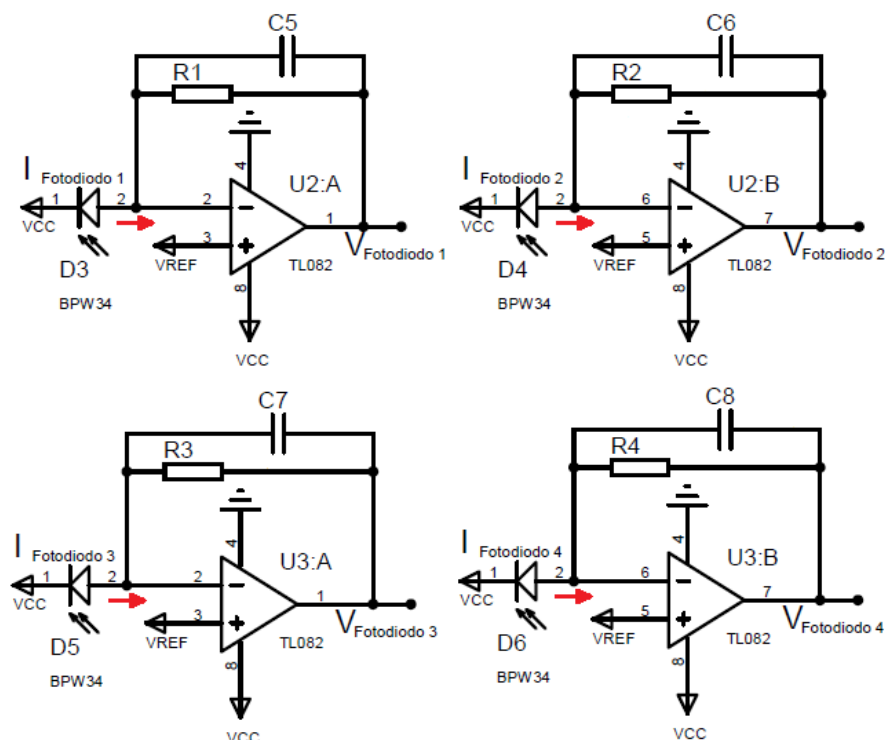 C5
R1
4
U2:A
I Fotodiodo 1
1
2
2
1
VCC
3
VREF
V Fotodiodo 1
D3
TL082
BPW34
8
VCC
C6
R2
4
U2:B
I Fotodiodo 2
1
2
6
7
VCC
5
VREF
V Fotodiodo 2
D4
TL082
BPW34
8
VCC
C7
R3
4
U3:A
I Fotodiodo 3
1
2
2
1
VCC
3
VREF
V Fotodiodo 3
D5
TL082
BPW34
8
VCC
C8
R4
4
U3:B
I Fotodiodo 4
1
2
6
7
VCC
5
VREF
V Fotodiodo 4
D6
TL082
BPW34
8
VCC